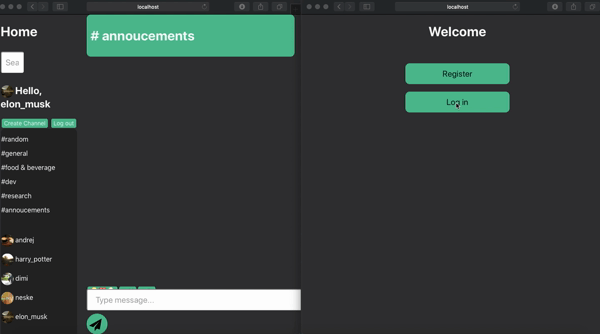 localhost
Home
Sea
Hello,
elon_musk
Create Channel
Log out
#random
#general
#food & beverage
#dev
#research
#annoucements
andrej
harry_potter
dimi
neske
elon_musk
# annoucements
Type message...
localhost
Welcome
Register
Log in